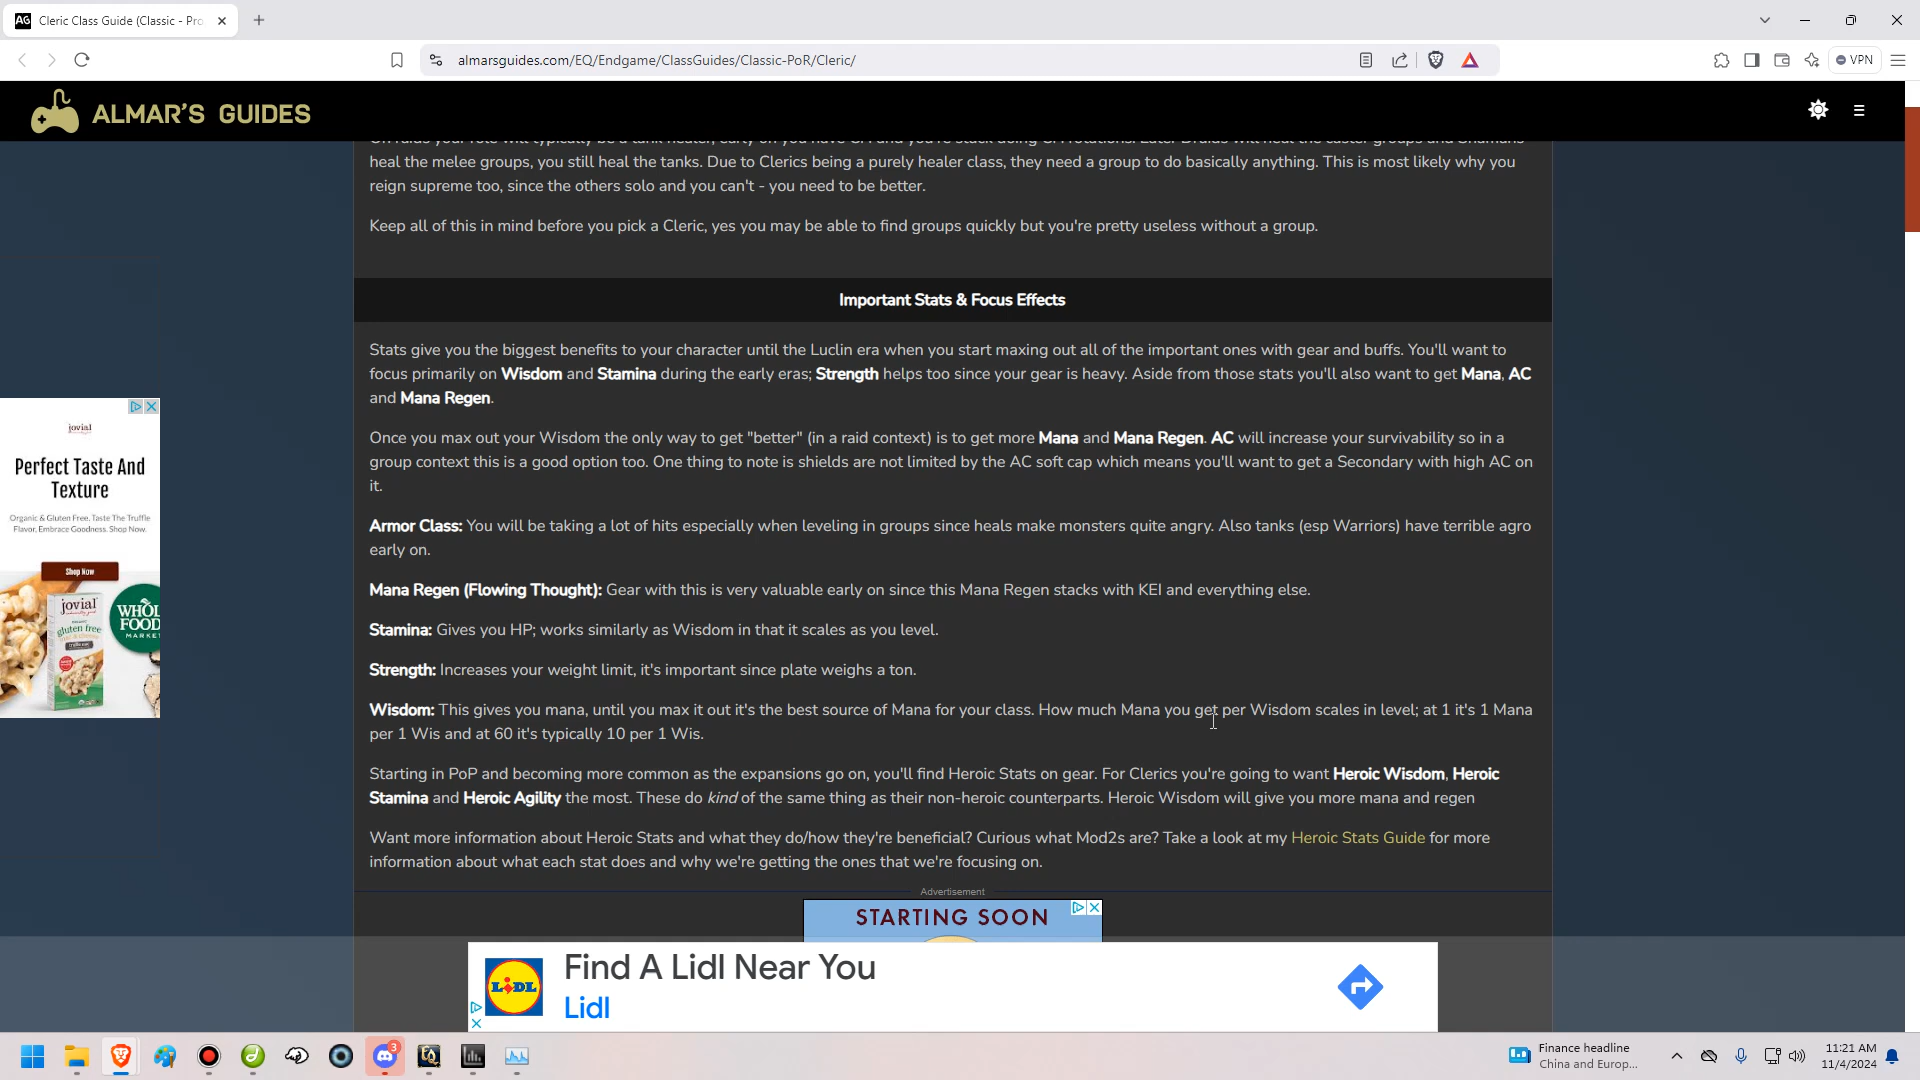 Cleric Class Guide (Classic - Pro
almarsguides.com/EQ/Endgame/ClassGuides/Classic-PoR/Cleric/
VPN
ALMAR'S GUIDES
heal the melee groups, you still heal the tanks. Due to Clerics being a purely healer class, they need a group to do basically anything. This is most likely why you
reign supreme too, since the others solo and you can't - you need to be better.
Keep all of this in mind before you pick a Cleric, yes you may be able to find groups quickly but you're pretty useless without a group.
Important Stats & Focus Effects
Stats give you the biggest benefits to your character until the Luclin era when you start maxing out all of the important ones with gear and buffs. You'll want to
focus primarily on Wisdom and Stamina during the early eras; Strength helps too since your gear is heavy. Aside from those stats you'll also want to get Mana, AC
and Mana Regen.
Once you max out your Wisdom the only way to get "better" (in a raid context) is to get more Mana and Mana Regen. AC will increase your survivability so in a
group context this is a good option too. One thing to note is shields are not limited by the AC soft cap which means you'll want to get a Secondary with high AC on
it.
Armor Class: You will be taking a lot of hits especially when leveling in groups since heals make monsters quite angry. Also tanks (esp Warriors) have terrible agro
early on.
Mana Regen (Flowing Thought): Gear with this is very valuable early on since this Mana Regen stacks with KEI and everything else.
Stamina: Gives you HP; works similarly as Wisdom in that it scales as you level.
Strength: Increases your weight limit, it's important since plate weighs a ton.
Wisdom: This gives you mana, until you max it out it's the best source of Mana for your class. How much Mana you get per Wisdom scales in level; at 1 it's 1 Mana
per 1 Wis and at 60 it's typically 10 per 1 Wis.
Starting in PoP and becoming more common as the expansions go on, you'll find Heroic Stats on gear. For Clerics you're going to want Heroic Wisdom, Heroic
Stamina and Heroic Agility the most. These do kind of the same thing as their non-heroic counterparts. Heroic Wisdom will give you more mana and regen
Want more information about Heroic Stats and what they do/how they're beneficial? Curious what Mod2s are? Take a look at my Heroic Stats Guide for more
information about what each stat does and why we're getting the ones that we're focusing on.
Advertisement
STARTING SOON
jovial
Perfect Taste And
Texture
Organic & Gluten Free. Taste The Truffle
Flavor, Embrace Goodness. Shop Now.
Shop Now
jovial
gluten free
WHOL
FOOD
MARKE
Find A Lidl Near You
LIDL
Lidl
3
Finance headline
China and Europ...
11:21 AM
11/4/2024